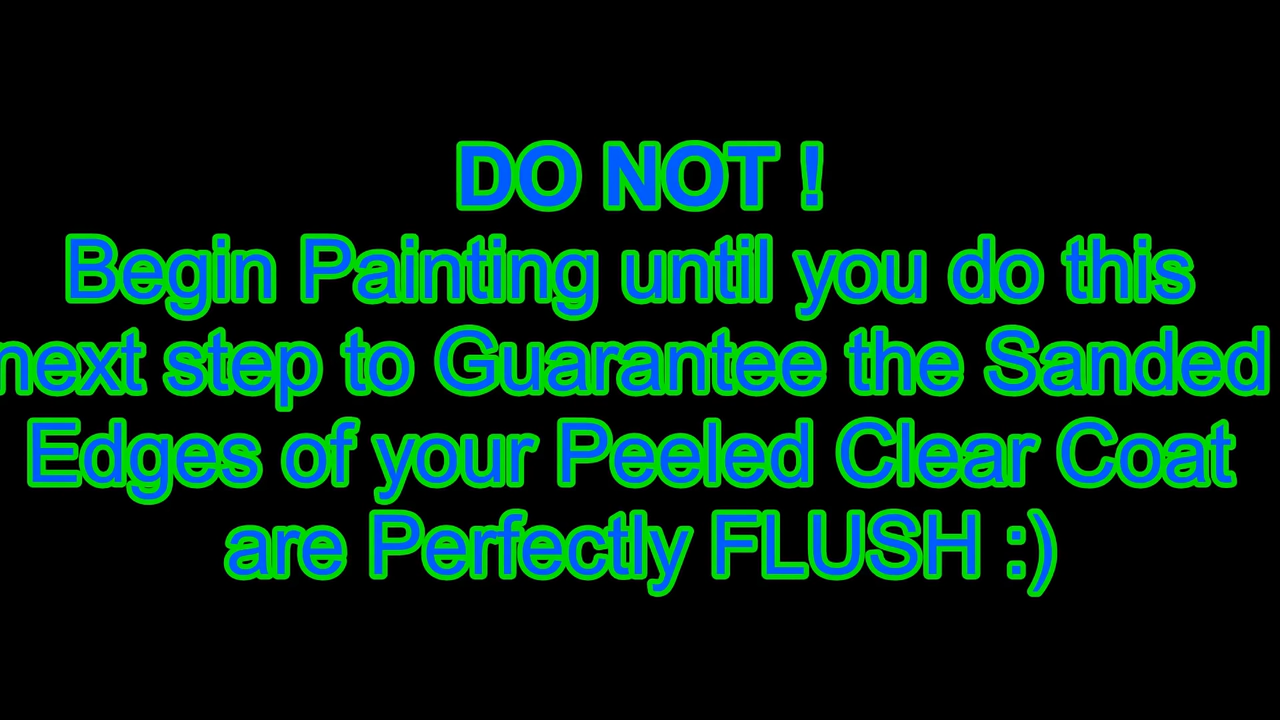 DO NOT !
Begin Painting until you do this
next step to Guarantee the Sanded
Edges of your Peeled Clear Coat
are Perfectly FLUSH :)